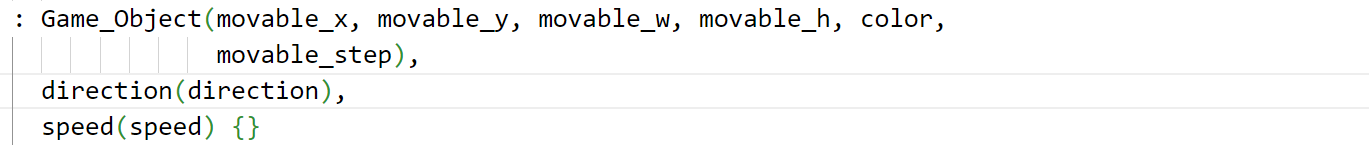 : Game_Object(movable_x, movable_y, movable_w, movable_h, color,
movable_step),
direction(direction),
speed(speed) {}